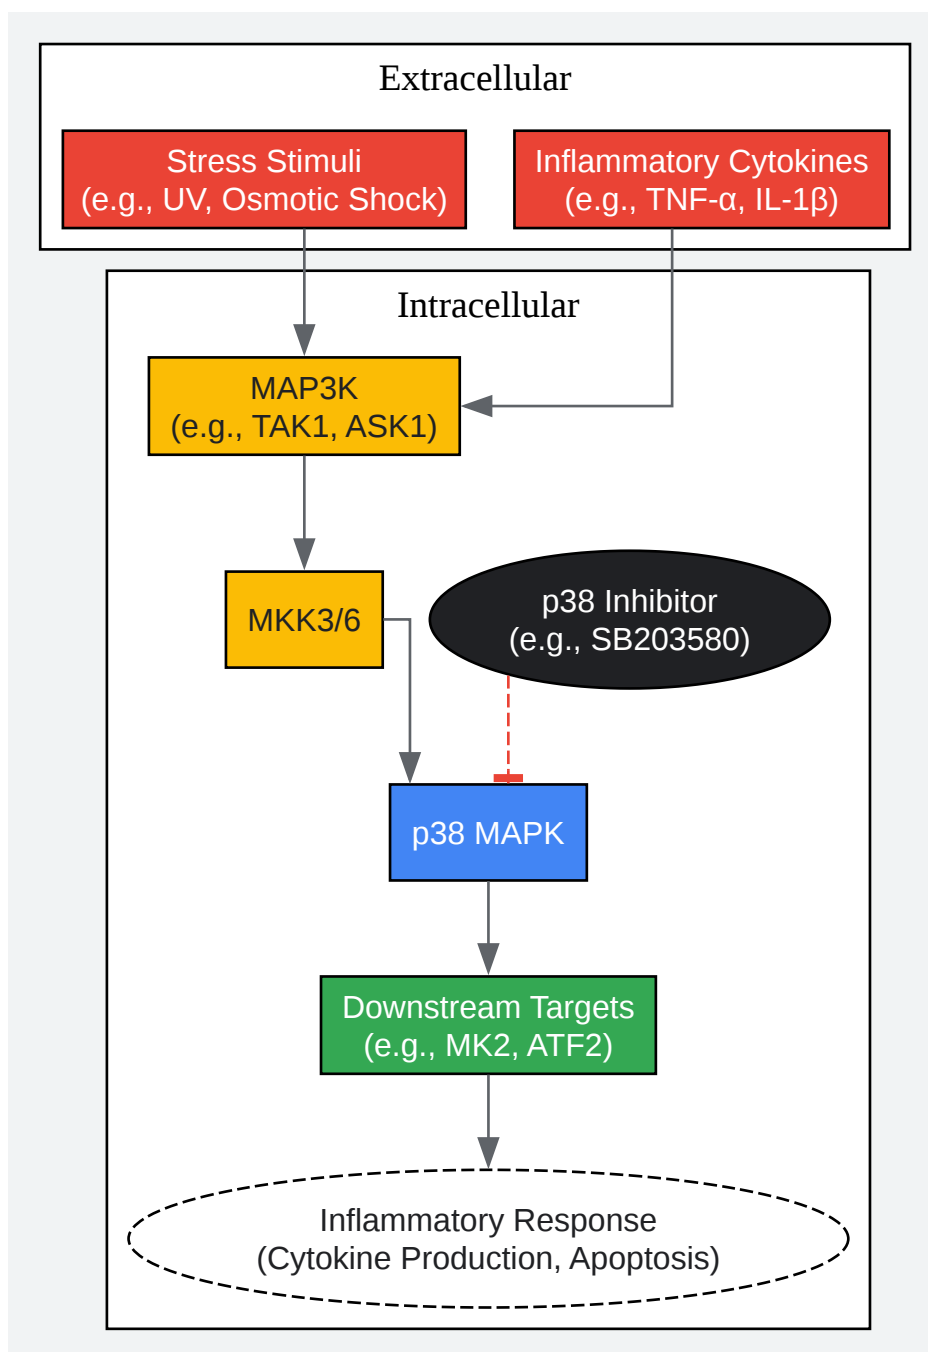 Extracellular
Stress Stimuli
(e.g., UV, Osmotic Shock)
Inflammatory Cytokines
(e.g., TNF-α, IL-1β)
Intracellular
MAP3K
(e.g., TAK1, ASK1)
MKK3/6
p38 Inhibitor
(e.g., SB203580)
p38 MAPK
Downstream Targets
(e.g., MK2, ATF2)
Inflammatory Response
(Cytokine Production, Apoptosis)